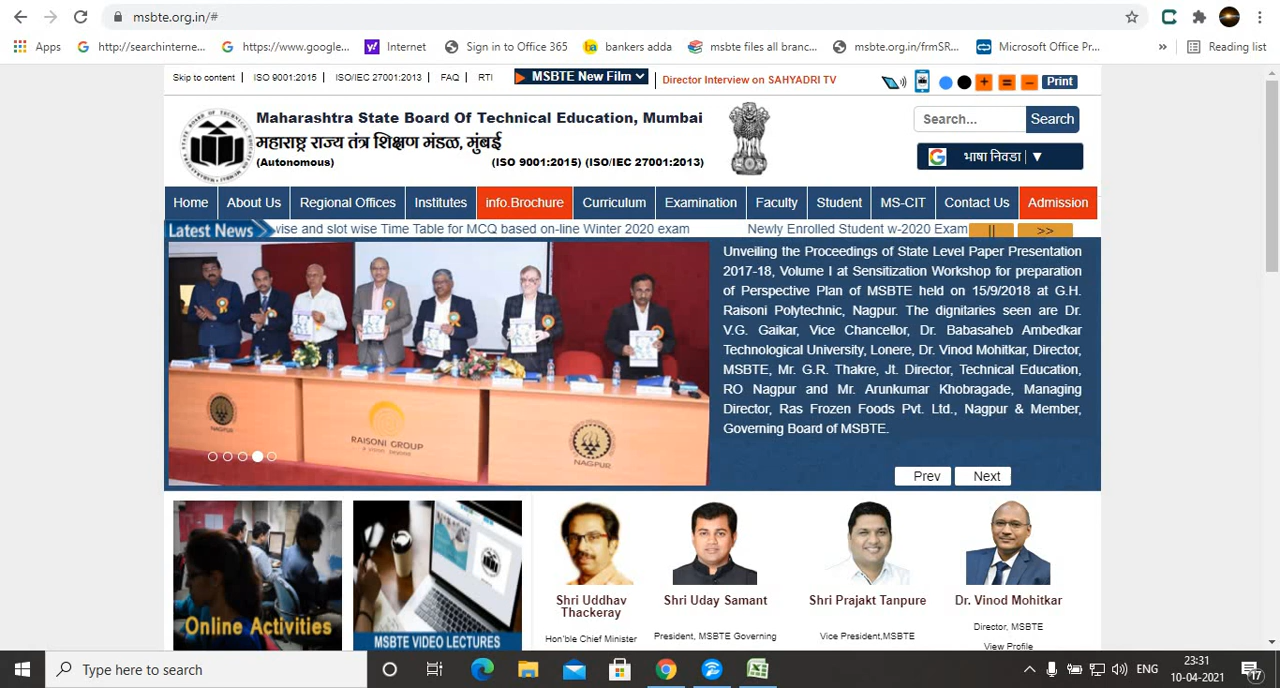 msbte.org.in/#
Apps http://searchinterne... https://www.google... Internet Sign in to Office 365 bankers adda msbte files all branc... msbte.org.in/frmSR... Microsoft Office Pr... » Reading list
Skip to content | ISO 9001:2015 | ISO/IEC 27001:2013 | FAQ | RTI MSBTE New Film Director Interview on SAHYADRI TV + = − Print
Maharashtra State Board Of Technical Education, Mumbai
महाराष्ट्र राज्य तंत्र शिक्षण मंडळ, मुंबई
(Autonomous) (ISO 9001:2015) (ISO/IEC 27001:2013)
Search... Search
भाषा निवडा | ▼
Home About Us Regional Offices Institutes info.Brochure Curriculum Examination Faculty Student MS-CIT Contact Us Admission
Latest News wise and slot wise Time Table for MCQ based on-line Winter 2020 exam Newly Enrolled Student w-2020 Exam || >>
Unveiling the Proceedings of State Level Paper Presentation
2017-18, Volume I at Sensitization Workshop for preparation
of Perspective Plan of MSBTE held on 15/9/2018 at G.H.
Raisoni Polytechnic, Nagpur. The dignitaries seen are Dr.
V.G. Gaikar, Vice Chancellor, Dr. Babasaheb Ambedkar
Technological University, Lonere, Dr. Vinod Mohitkar, Director,
MSBTE, Mr. G.R. Thakre, Jt. Director, Technical Education,
RO Nagpur and Mr. Arunkumar Khobragade, Managing
Director, Ras Frozen Foods Pvt. Ltd., Nagpur & Member,
Governing Board of MSBTE.
NAGPUR
RAISONI GROUP
NAGPUR
Prev Next
Online Activities
MSBTE VIDEO LECTURES
Shri Uddhav
Thackeray
Hon'ble Chief Minister
Shri Uday Samant
President, MSBTE Governing
Shri Prajakt Tanpure
Vice President,MSBTE
Dr. Vinod Mohitkar
Director, MSBTE
View Profile
Type here to search
ENG
23:31
10-04-2021
17